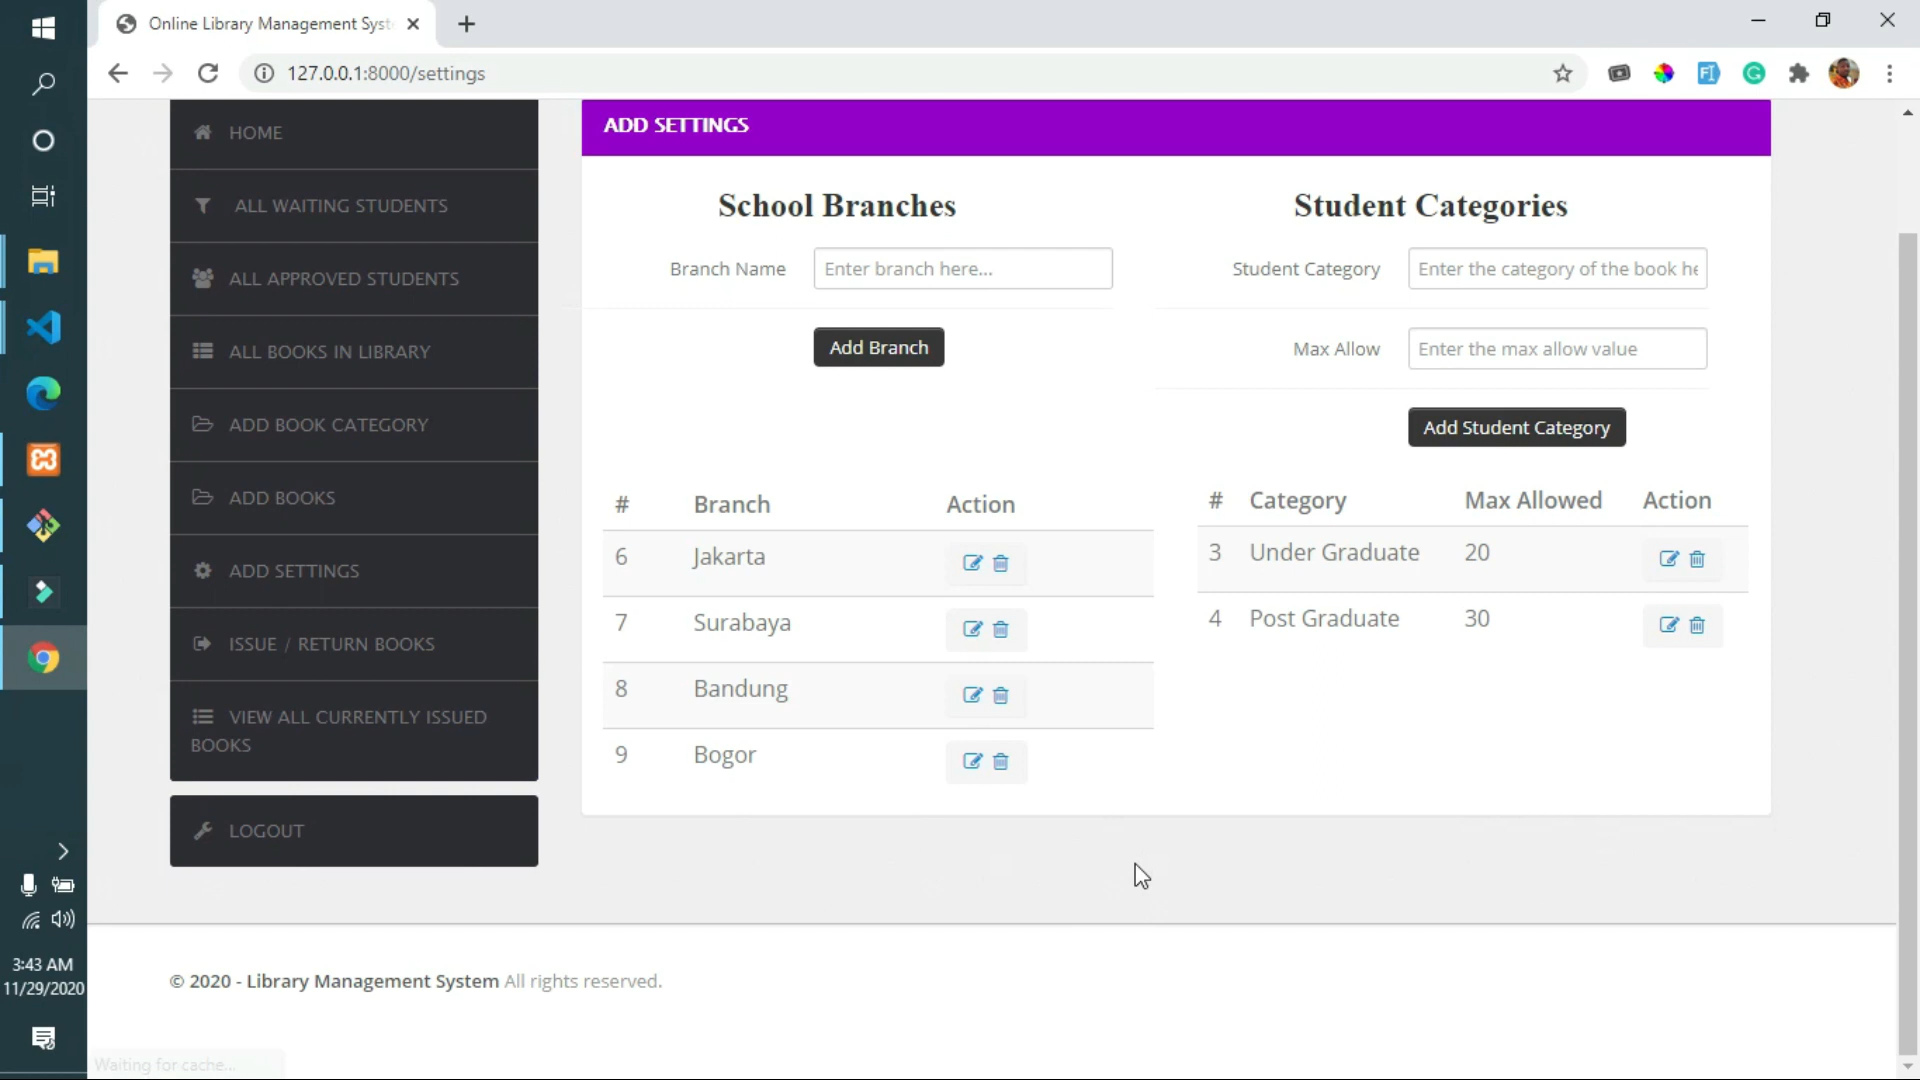 Online Library Management Syst
127.0.0.1:8000/settings
HOME
ALL WAITING STUDENTS
ALL APPROVED STUDENTS
ALL BOOKS IN LIBRARY
ADD BOOK CATEGORY
ADD BOOKS
ADD SETTINGS
ISSUE / RETURN BOOKS
VIEW ALL CURRENTLY ISSUED
BOOKS
LOGOUT
ADD SETTINGS
School Branches
Branch Name
Enter branch here...
Add Branch
# Branch Action
6 Jakarta
7 Surabaya
8 Bandung
9 Bogor
Student Categories
Student Category
Enter the category of the book he
Max Allow
Enter the max allow value
Add Student Category
# Category Max Allowed Action
3 Under Graduate 20
4 Post Graduate 30
© 2020 - Library Management System All rights reserved.
Waiting for cache...
3:43 AM
11/29/2020